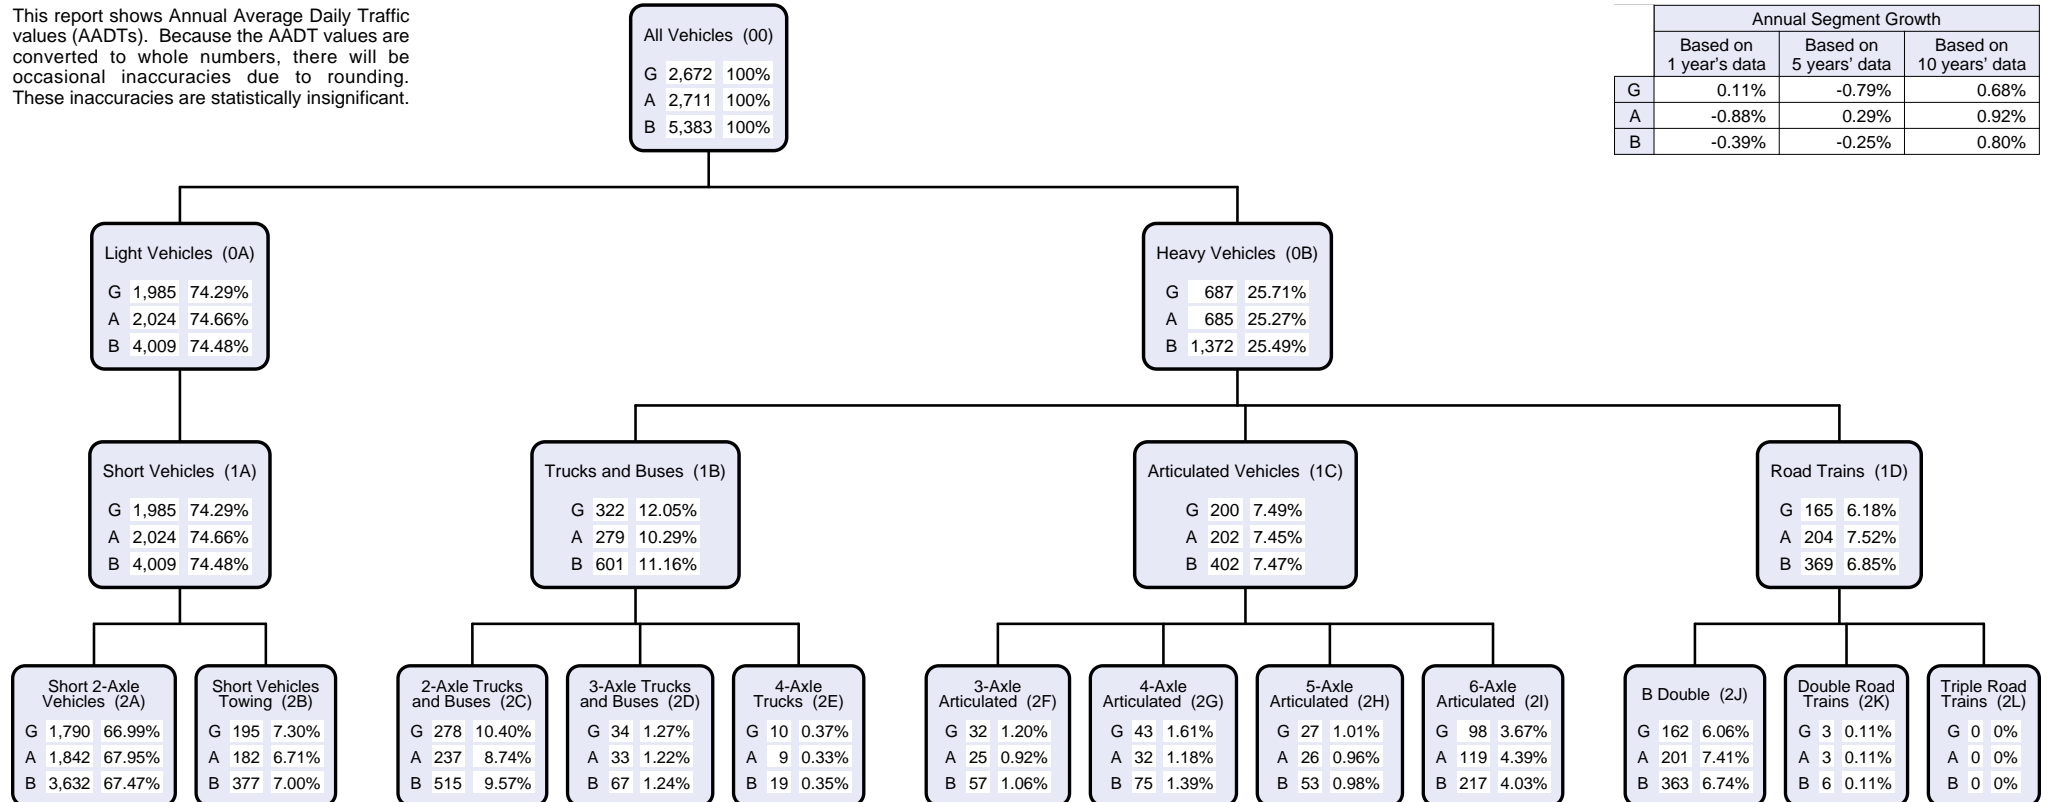 This report shows Annual Average Daily Traffic
values (AADTs). Because the AADT values are
converted to whole numbers, there will be
occasional inaccuracies due to rounding.
These inaccuracies are statistically insignificant.
All Vehicles (00)
G 2,672 100%
A 2,711 100%
B 5,383 100%
Annual Segment Growth
Based on 1 year's data Based on 5 years' data Based on 10 years' data
G 0.11% -0.79% 0.68%
A -0.88% 0.29% 0.92%
B -0.39% -0.25% 0.80%
Light Vehicles (0A)
G 1,985 74.29%
A 2,024 74.66%
B 4,009 74.48%
Heavy Vehicles (0B)
G 687 25.71%
A 685 25.27%
B 1,372 25.49%
Short Vehicles (1A)
G 1,985 74.29%
A 2,024 74.66%
B 4,009 74.48%
Trucks and Buses (1B)
G 322 12.05%
A 279 10.29%
B 601 11.16%
Articulated Vehicles (1C)
G 200 7.49%
A 202 7.45%
B 402 7.47%
Road Trains (1D)
G 165 6.18%
A 204 7.52%
B 369 6.85%
Short 2-Axle
Vehicles (2A)
G 1,790 66.99%
A 1,842 67.95%
B 3,632 67.47%
Short Vehicles
Towing (2B)
G 195 7.30%
A 182 6.71%
B 377 7.00%
2-Axle Trucks
and Buses (2C)
G 278 10.40%
A 237 8.74%
B 515 9.57%
3-Axle Trucks
and Buses (2D)
G 34 1.27%
A 33 1.22%
B 67 1.24%
4-Axle
Trucks (2E)
G 10 0.37%
A 9 0.33%
B 19 0.35%
3-Axle
Articulated (2F)
G 32 1.20%
A 25 0.92%
B 57 1.06%
4-Axle
Articulated (2G)
G 43 1.61%
A 32 1.18%
B 75 1.39%
5-Axle
Articulated (2H)
G 27 1.01%
A 26 0.96%
B 53 0.98%
6-Axle
Articulated (2I)
G 98 3.67%
A 119 4.39%
B 217 4.03%
B Double (2J)
G 162 6.06%
A 201 7.41%
B 363 6.74%
Double Road
Trains (2K)
G 3 0.11%
A 3 0.11%
B 6 0.11%
Triple Road
Trains (2L)
G 0 0%
A 0 0%
B 0 0%